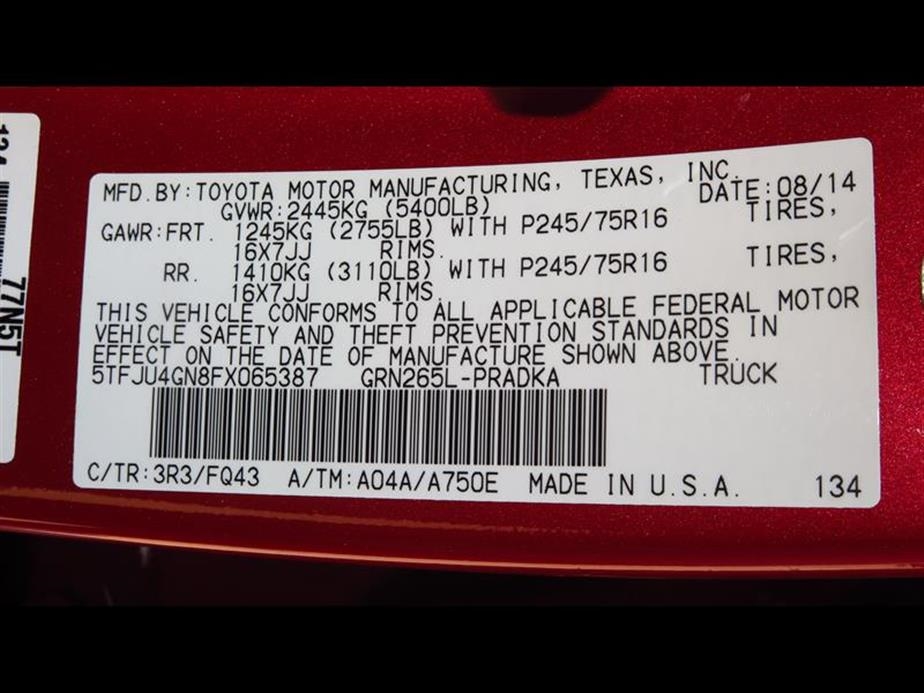 MFD.BY:TOYOTA MOTOR MANUFACTURING, TEXAS, INC.
DATE:08/14
GVWR:2445KG (5400LB)
GAWR:FRT. 1245KG (2755LB) WITH P245/75R16 TIRES,
16X7JJ RIMS.
RR. 1410KG (3110LB) WITH P245/75R16 TIRES,
16X7JJ RIMS.
THIS VEHICLE CONFORMS TO ALL APPLICABLE FEDERAL MOTOR
VEHICLE SAFETY AND THEFT PREVENTION STANDARDS IN
EFFECT ON THE DATE OF MANUFACTURE SHOWN ABOVE.
5TFJU4GN8FX065387 GRN265L-PRADKA TRUCK
C/TR:3R3/FQ43 A/TM:A04A/A750E MADE IN U.S.A. 134
77N5T